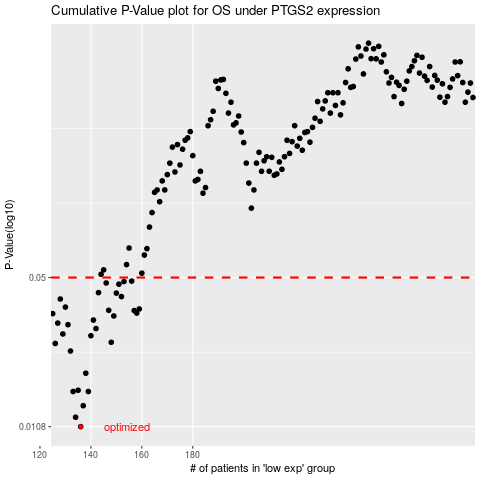 Cumulative P-Value plot for OS under PTGS2 expression
P-Value(log10)
0.05
0.0108
optimized
120 140 160 180
# of patients in 'low exp' group